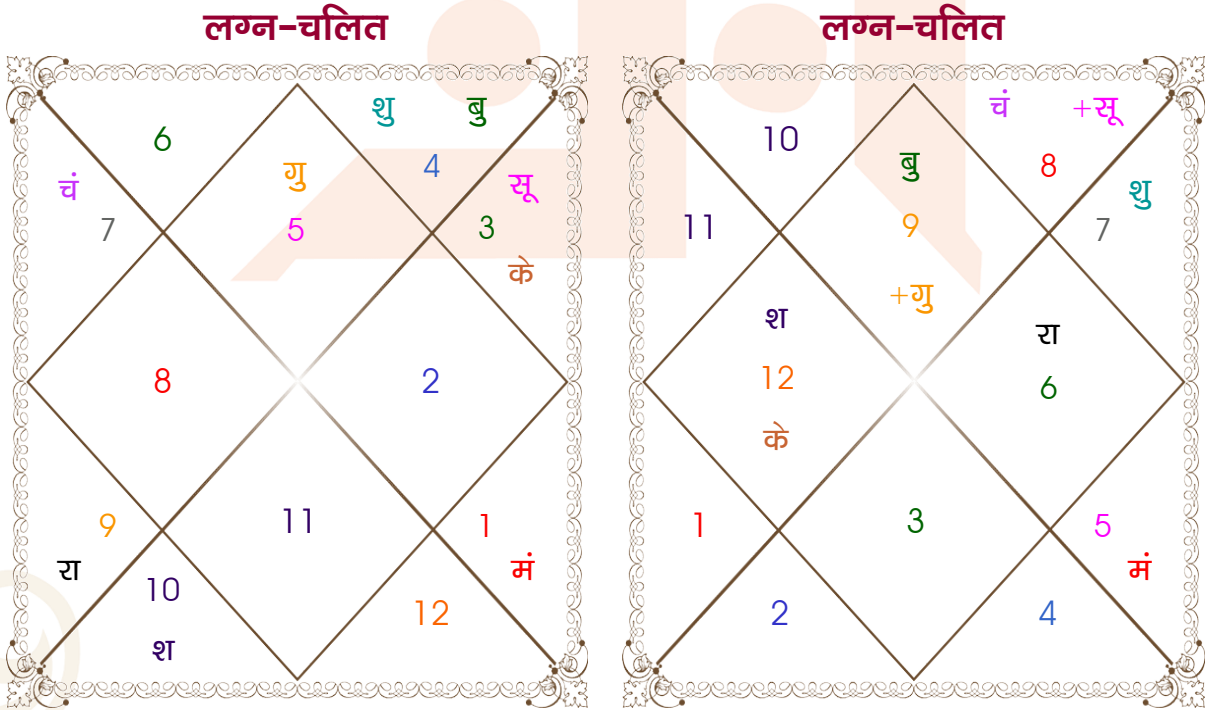 लग्न-चलित
शु बु
6
4
गु
चं
सू
7
5
3
के
8
2
9
11
1
रा
मं
10
12
श
लग्न-चलित
चं +सू
10
बु
8
शु
11
9
7
+गु
श
रा
12
6
के
1
3
5
मं
2
4